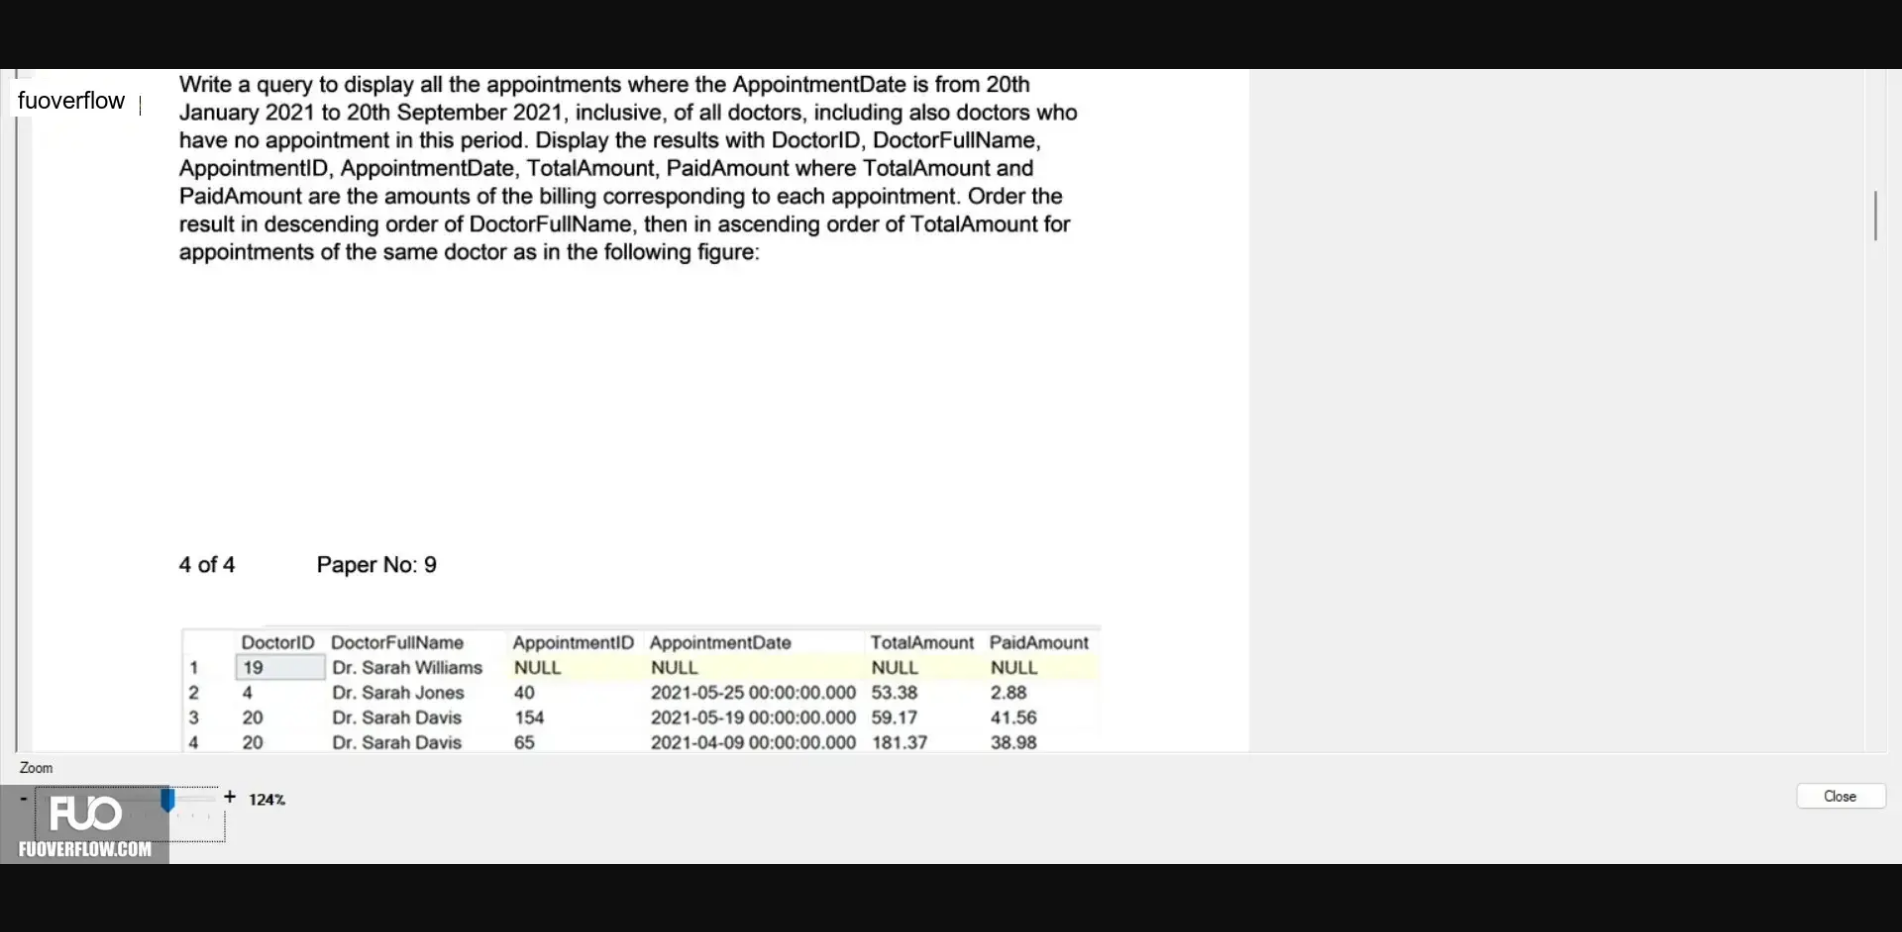 Write a query to display all the appointments where the AppointmentDate is from 20th
fuoverflow
January 2021 to 20th September 2021, inclusive, of all doctors, including also doctors who
have no appointment in this period. Display the results with DoctorID, DoctorFullName,
AppointmentID, AppointmentDate, TotalAmount, PaidAmount where TotalAmount and
PaidAmount are the amounts of the billing corresponding to each appointment. Order the
result in descending order of DoctorFullName, then in ascending order of TotalAmount for
appointments of the same doctor as in the following figure:
4 of 4 Paper No: 9
DoctorID DoctorFullName AppointmentID AppointmentDate TotalAmount PaidAmount
1 19 Dr. Sarah Williams NULL NULL NULL NULL
2 4 Dr. Sarah Jones 40 2021-05-25 00:00:00.000 53.38 2.88
3 20 Dr. Sarah Davis 154 2021-05-19 00:00:00.000 59.17 41.56
4 20 Dr. Sarah Davis 65 2021-04-09 00:00:00.000 181.37 38.98
Zoom
- + 124%
Close
FUO
FUOVERFLOW.COM